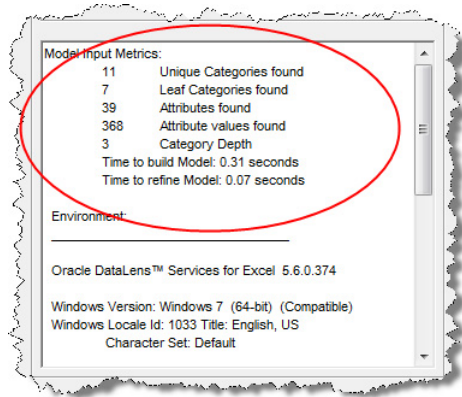 Model Input Metrics:
11 Unique Categories found
7 Leaf Categories found
39 Attributes found
368 Attribute values found
3 Category Depth
Time to build Model: 0.31 seconds
Time to refine Model: 0.07 seconds
Environment:
Oracle DataLens™ Services for Excel 5.6.0.374
Windows Version: Windows 7 (64-bit) (Compatible)
Windows Locale Id: 1033 Title: English, US
Character Set: Default